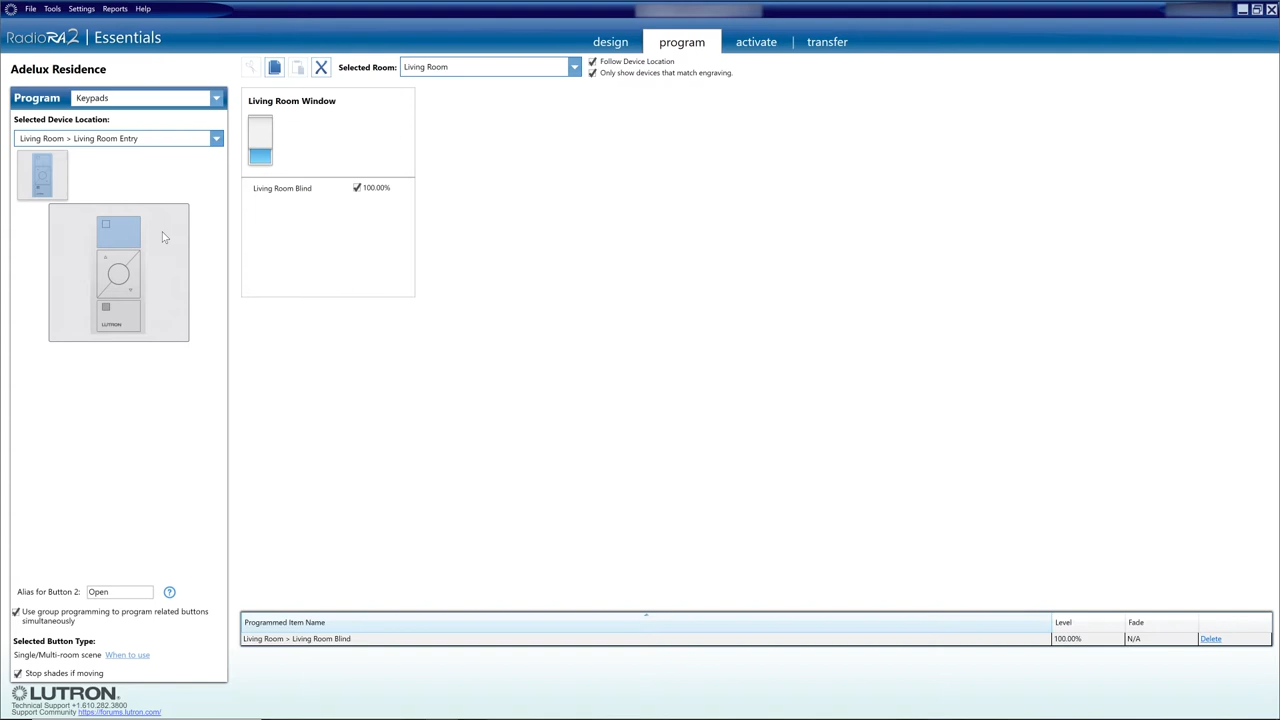 File Tools Settings Reports Help
RadioRA2 | Essentials
design program activate | transfer
Adelux Residence
Selected Room: Living Room
Follow Device Location
Only show devices that match engraving.
Program Keypads
Selected Device Location:
Living Room > Living Room Entry
LUTRON
Living Room Window
Living Room Blind 100.00%
Alias for Button 2: Open ?
Use group programming to program related buttons
simultaneously
Selected Button Type:
Single/Multi-room scene When to use
Stop shades if moving
Programmed Item Name Level Fade
Living Room > Living Room Blind 100.00% N/A Delete
LUTRON.
Technical Support +1.610.282.3800
Support Community https://forums.lutron.com/